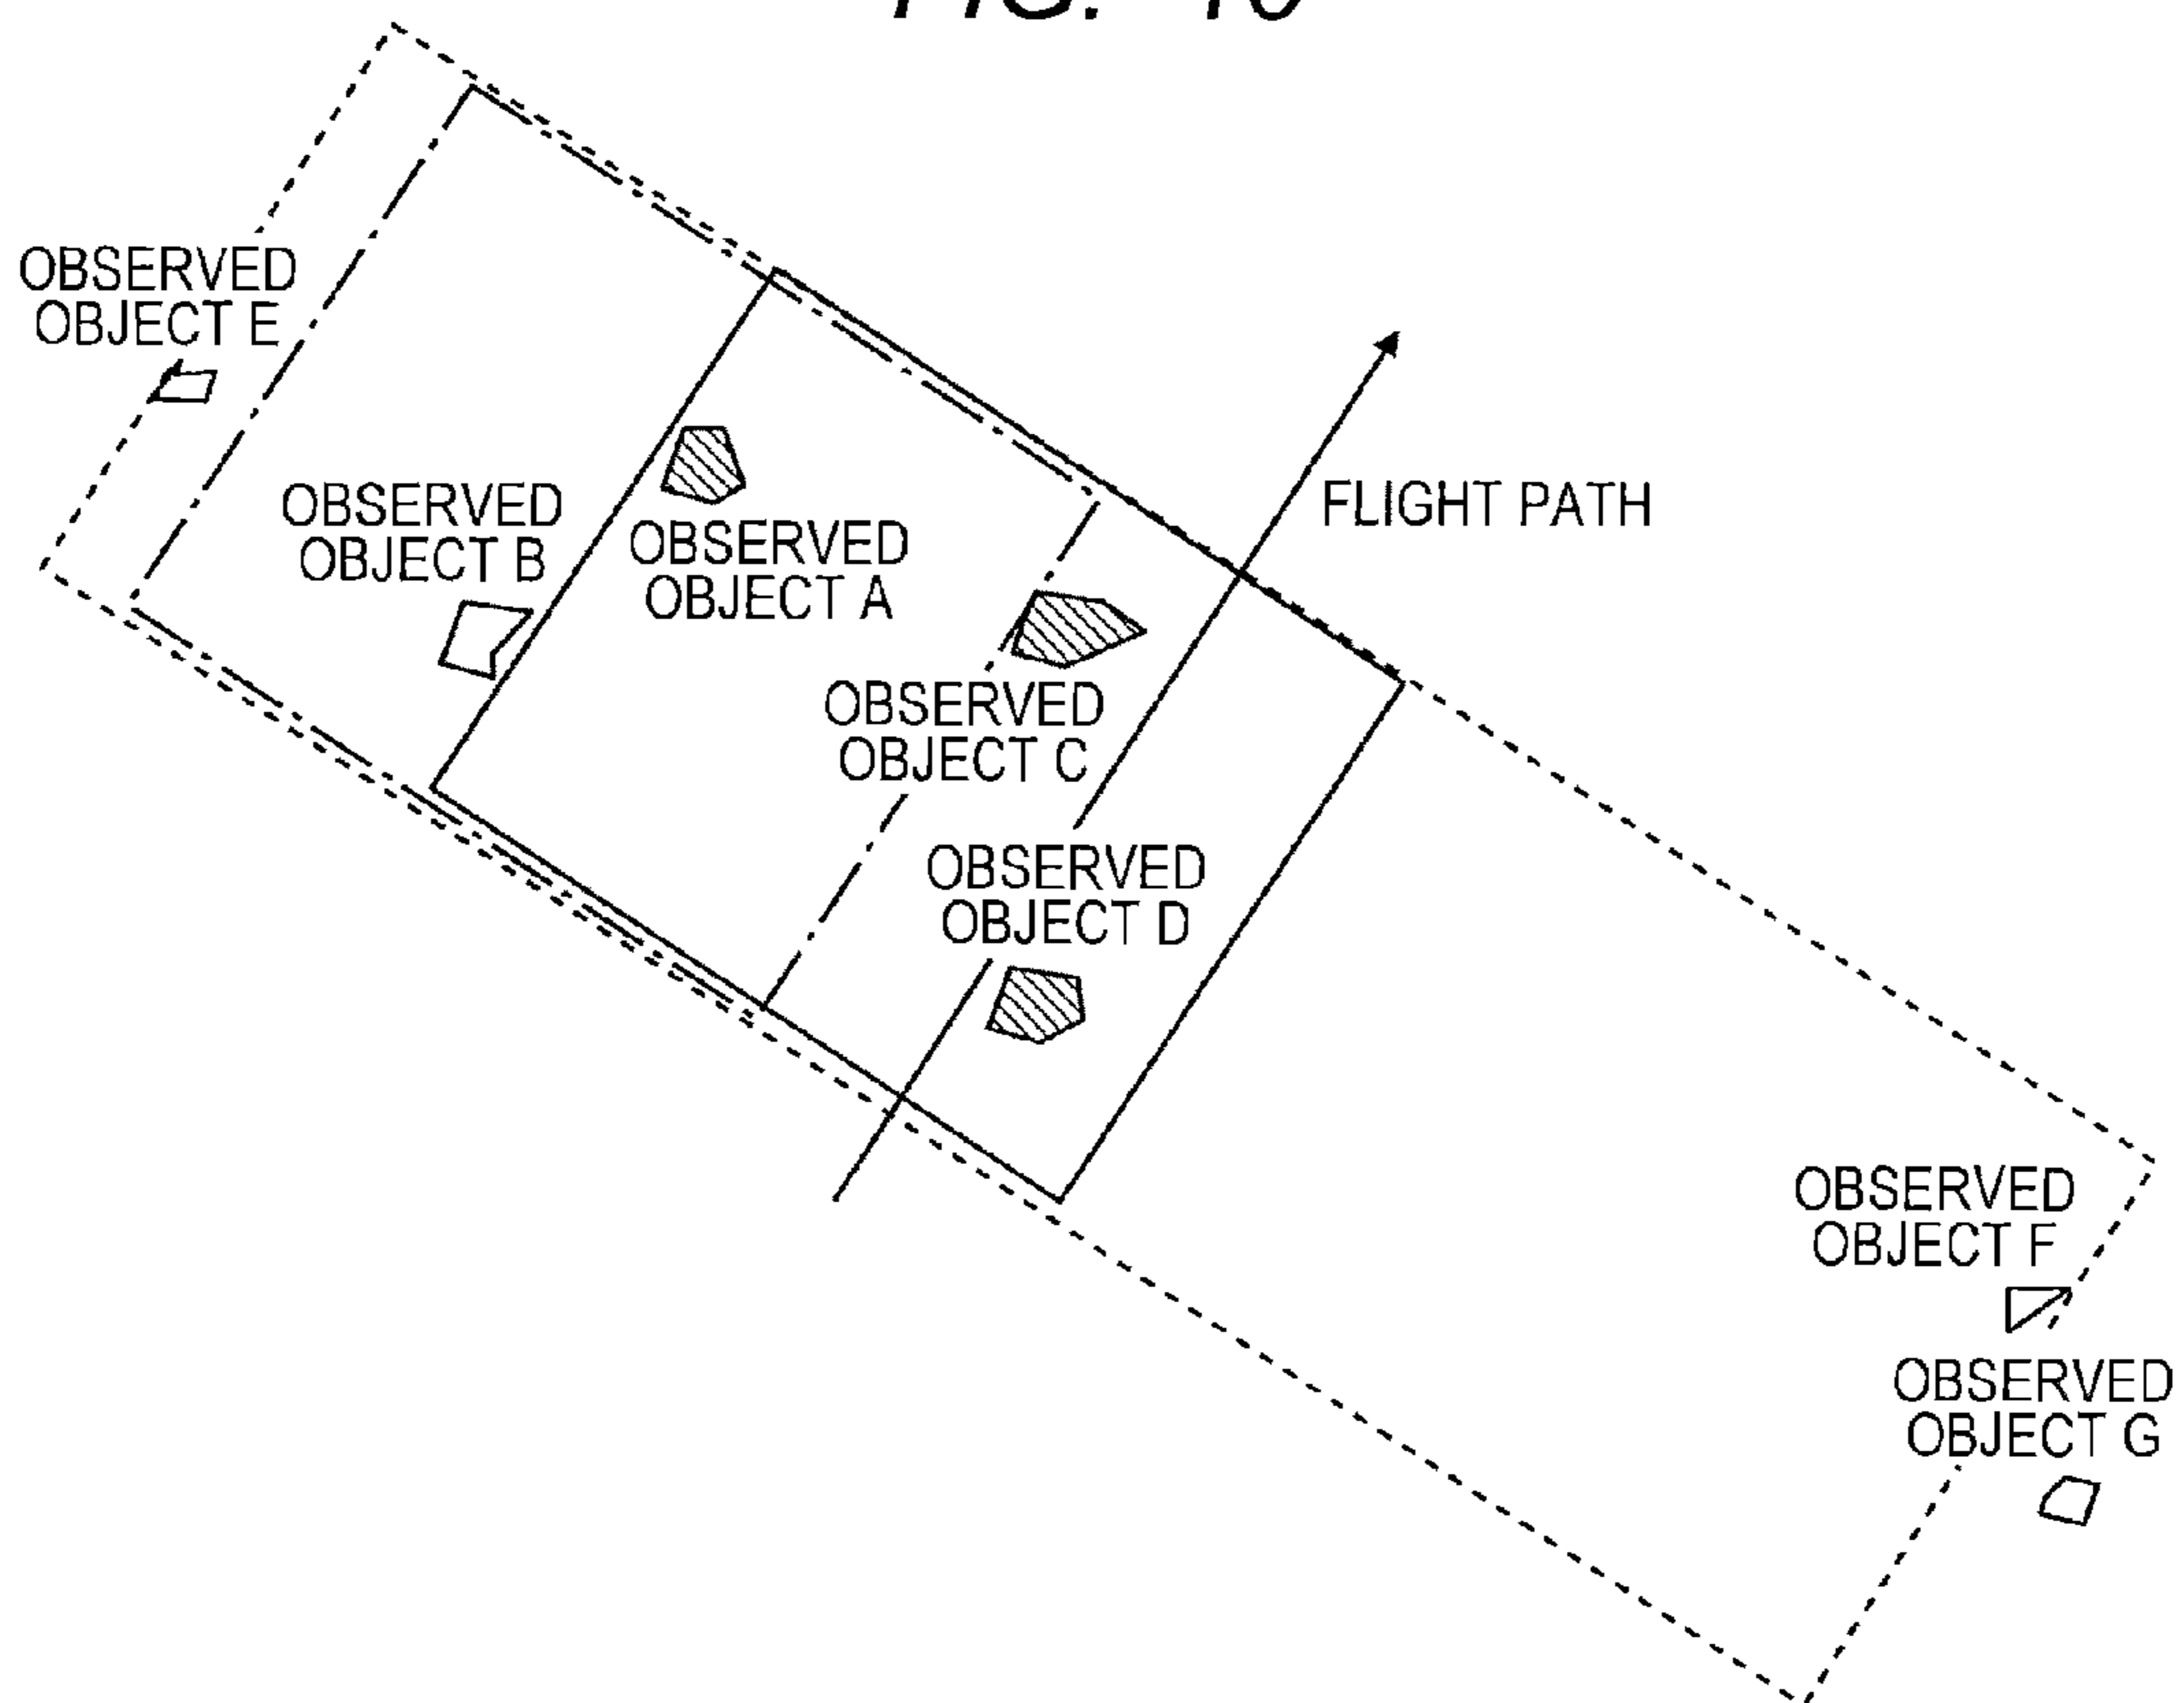 OBSERVED
OBJECT E
OBSERVED
OBJECT B
OBSERVED
OBJECT A
FLIGHT PATH
OBSERVED
OBJECT C
OBSERVED
OBJECT D
OBSERVED
OBJECT F
OBSERVED
OBJECT G